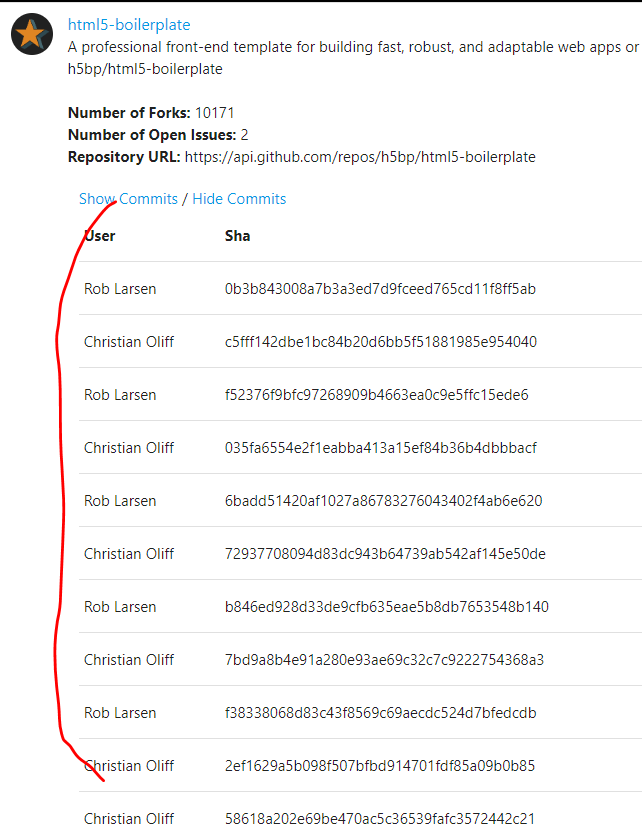 html5-boilerplate
A professional front-end template for building fast, robust, and adaptable web apps or
h5bp/html5-boilerplate
Number of Forks: 10171
Number of Open Issues: 2
Repository URL: https://api.github.com/repos/h5bp/html5-boilerplate
Show Commits / Hide Commits
User Sha
Rob Larsen 0b3b843008a7b3a3ed7d9fceed765cd11f8ff5ab
Christian Oliff c5fff142dbe1bc84b20d6bb5f51881985e954040
Rob Larsen f52376f9bfc97268909b4663ea0c9e5ffc15ede6
Christian Oliff 035fa6554e2f1eabba413a15ef84b36b4dbbbacf
Rob Larsen 6badd51420af1027a86783276043402f4ab6e620
Christian Oliff 72937708094d83dc943b64739ab542af145e50de
Rob Larsen b846ed928d33de9cfb635eae5b8db7653548b140
Christian Oliff 7bd9a8b4e91a280e93ae69c32c7c9222754368a3
Rob Larsen f38338068d83c43f8569c69aecdc524d7bfedcdb
Christian Oliff 2ef1629a5b098f507bfbd914701fdf85a09b0b85
Christian Oliff 58618a202e69be470ac5c36539fafc3572442c21